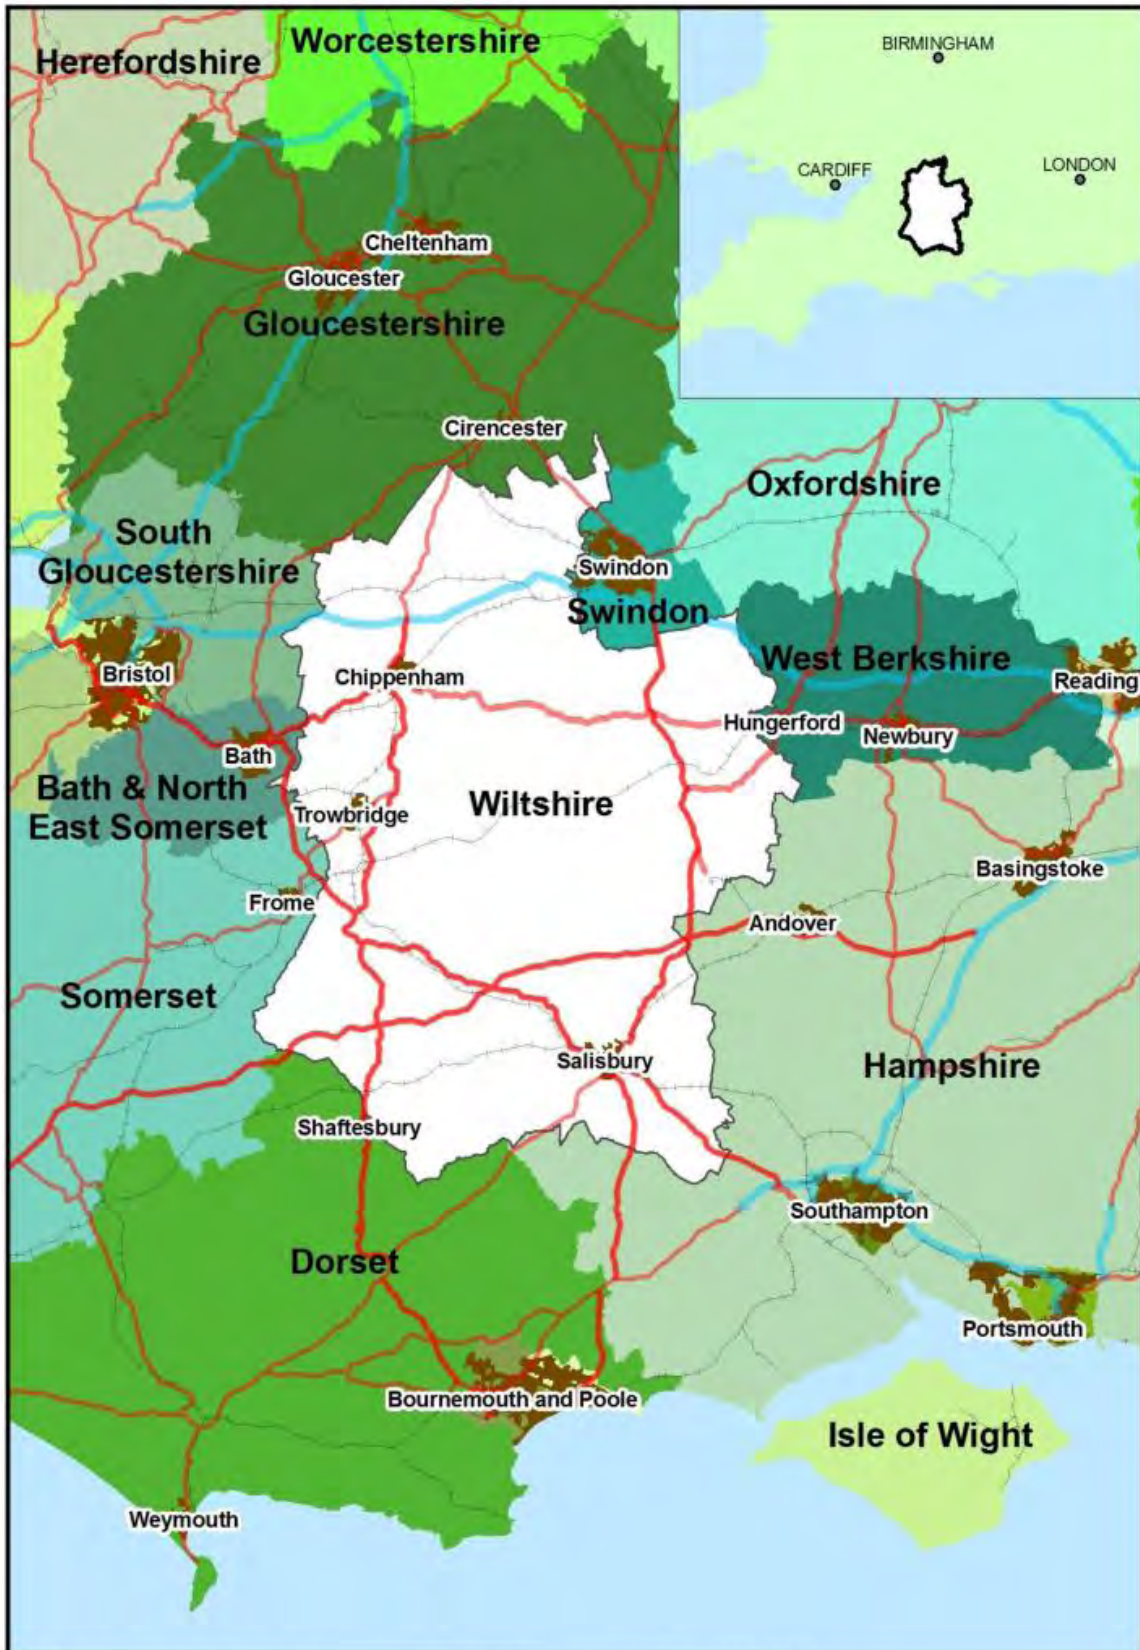 Worcestershire
Herefordshire
BIRMINGHAM
CARDIFF
LONDON
Cheltenham
Gloucester
Gloucestershire
Cirencester
Oxfordshire
South
Gloucestershire
Swindon
Swindon
West Berkshire
Bristol
Chippenham
Reading
Hungerford
Newbury
Bath
Bath & North
East Somerset
Trowbridge
Wiltshire
Basingstoke
Frome
Andover
Somerset
Salisbury
Hampshire
Shaftesbury
Southampton
Dorset
Portsmouth
Bournemouth and Poole
Isle of Wight
Weymouth